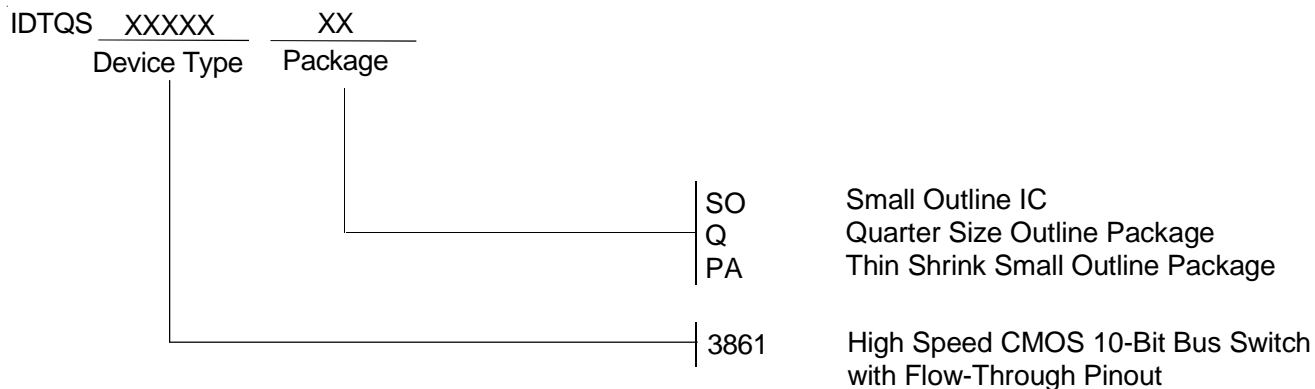 IDTQS XXXXX XX
Device Type Package
SO Small Outline IC
Q Quarter Size Outline Package
PA Thin Shrink Small Outline Package
3861 High Speed CMOS 10-Bit Bus Switch
with Flow-Through Pinout